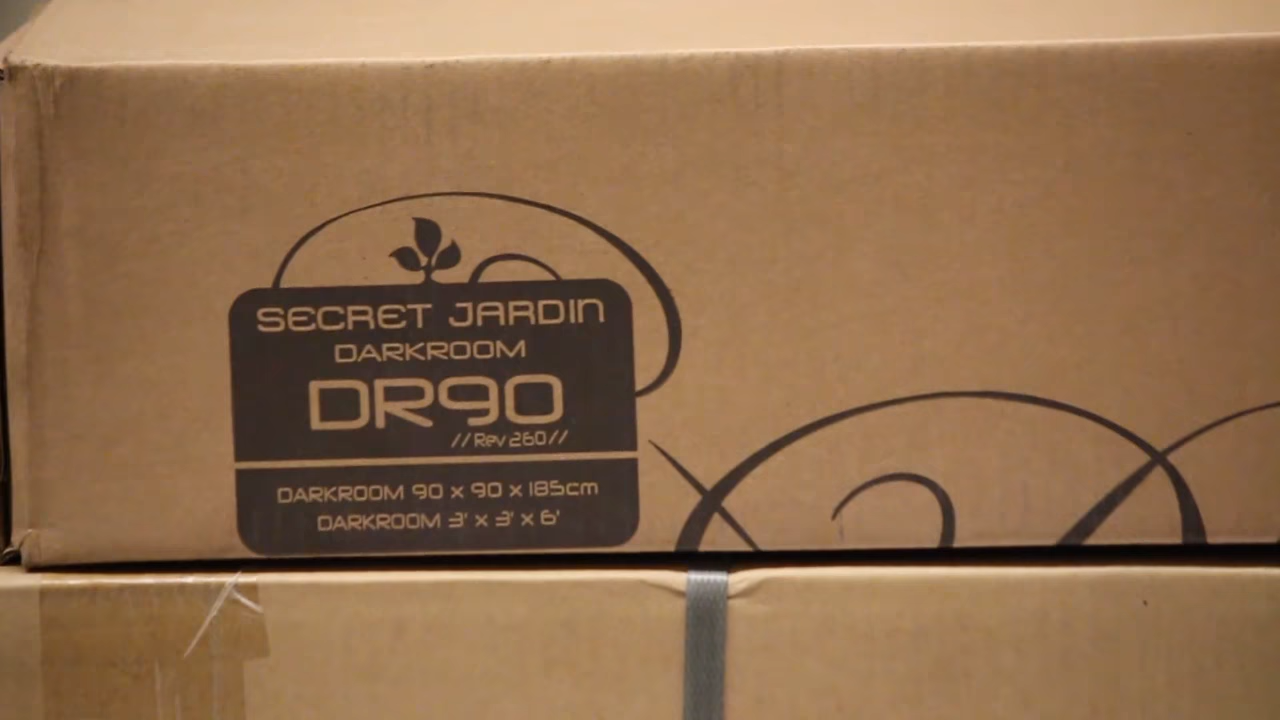 SECRET JARDIN
DARKROOM
DR90
//Rev 260//
DARKROOM 90 x 90 x 185cm
DARKROOM 3' x 3' x 6'